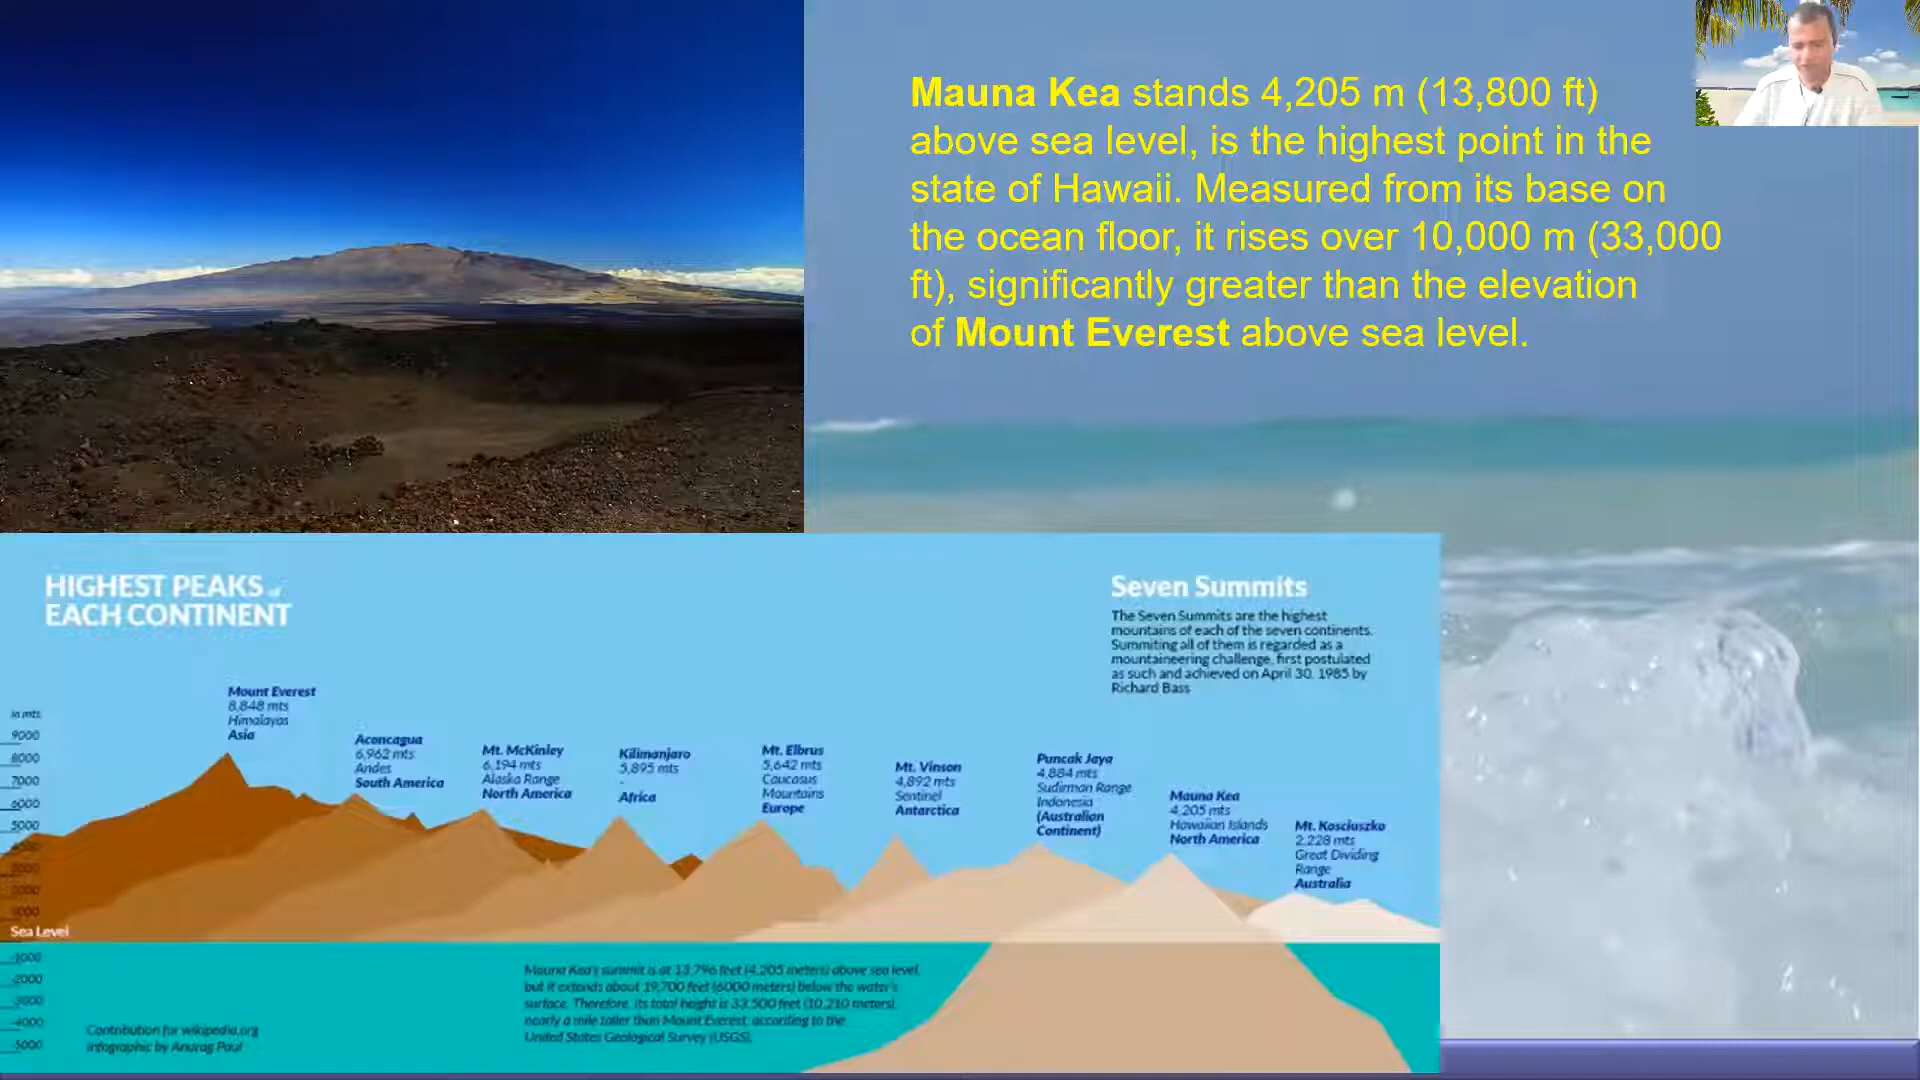 Mauna Kea stands 4,205 m (13,800 ft)
above sea level, is the highest point in the
state of Hawaii. Measured from its base on
the ocean floor, it rises over 10,000 m (33,000
ft), significantly greater than the elevation
of Mount Everest above sea level.
HIGHEST PEAKS of
EACH CONTINENT
Seven Summits
The Seven Summits are the highest
mountains of each of the seven continents.
Summiting all of them is regarded as a
mountaineering challenge, first postulated
as such and achieved on April 30, 1985 by
Richard Bass
Mount Everest
8,848 mts
Himalayas
Asia
Aconcagua
6,962 mts
Andes
South America
Mt. McKinley
6,194 mts
Alaska Range
North America
Kilimanjaro
5,895 mts
-
Africa
Mt. Elbrus
5,642 mts
Caucasus
Mountains
Europe
Mt. Vinson
4,892 mts
Sentinel
Antarctica
Puncak Jaya
4,884 mts
Sudirman Range
Indonesia
(Australian
Continent)
Mauna Kea
4,205 mts
Hawaiian Islands
North America
Mt. Kosciuszko
2,228 mts
Great Dividing
Range
Australia
in mts
9000
8000
7000
6000
5000
4000
3000
2000
1000
Sea Level
-1000
-2000
-3000
-4000
-5000
Mauna Kea's summit is at 13,796 feet (4,205 meters) above sea level,
but it extends about 19,700 feet (6000 meters) below the water's
surface. Therefore, its total height is 33,500 feet (10,210 meters),
nearly a mile taller than Mount Everest, according to the
United States Geological Survey (USGS).
Contribution for wikipedia.org
infographic by Anurag Paul